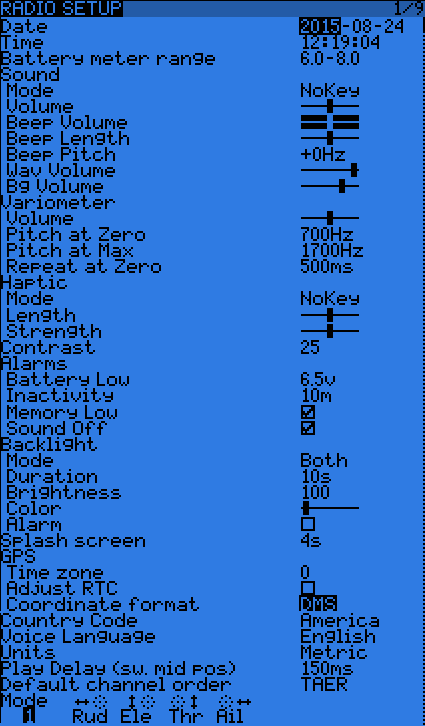 RADIO SETUP 1/9
Date 2015-08-24
Time 12:19:04
Battery meter range 6.0-8.0
Sound
Mode NoKey
Volume
Beep Volume
Beep Length
Beep Pitch +0Hz
Wav Volume
Bg Volume
Variometer
Volume
Pitch at Zero 700Hz
Pitch at Max 1700Hz
Repeat at Zero 500ms
Haptic
Mode NoKey
Length
Strength
Contrast 25
Alarms
Battery Low 6.5v
Inactivity 10m
Memory Low
Sound Off
Backlight
Mode Both
Duration 10s
Brightness 100
Color
Alarm
Splash screen 4s
GPS
Time zone 0
Adjust RTC
Coordinate format DMS
Country Code America
Voice Language English
Units Metric
Play Delay (sw. mid pos) 150ms
Default channel order TAER
Mode
1 Rud Ele Thr Ail